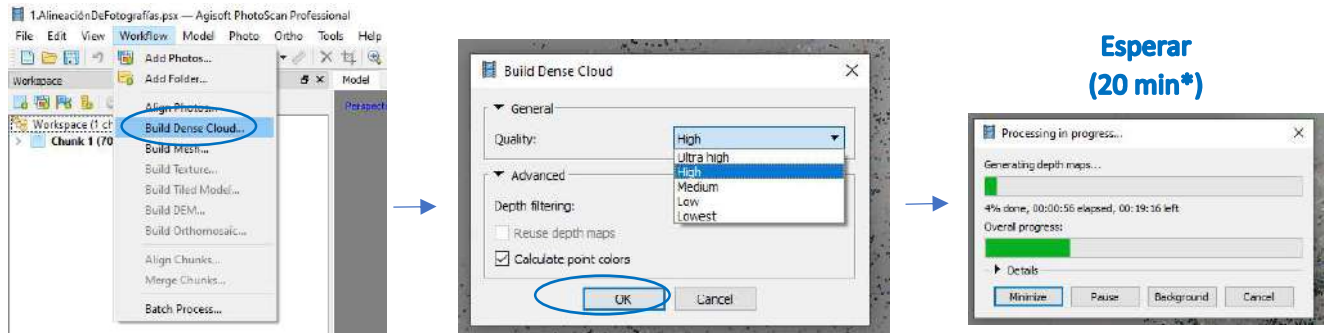 1.AlineaciónDeFotografías.psx — Agisoft PhotoScan Professional
File Edit View Workflow Model Photo Ortho Tools Help
Add Photos...
Workspace
Add Folder...
Model
Align Photos...
Perspect
Workspace (1 ch
Build Dense Cloud...
Chunk 1 (70
Build Mesh...
Build Texture...
Build Tiled Model...
Build DEM...
Build Orthomosaic...
Align Chunks...
Merge Chunks...
Batch Process...
Build Dense Cloud
General
Quality:
High
Ultra high
High
Medium
Low
Lowest
Advanced
Depth filtering:
Reuse depth maps
Calculate point colors
OK
Cancel
Esperar
(20 min*)
Processing in progress...
Generating depth maps...
4% done, 00:00:56 elapsed, 00:19:16 left
Overall progress:
Details
Minimize
Pause
Background
Cancel